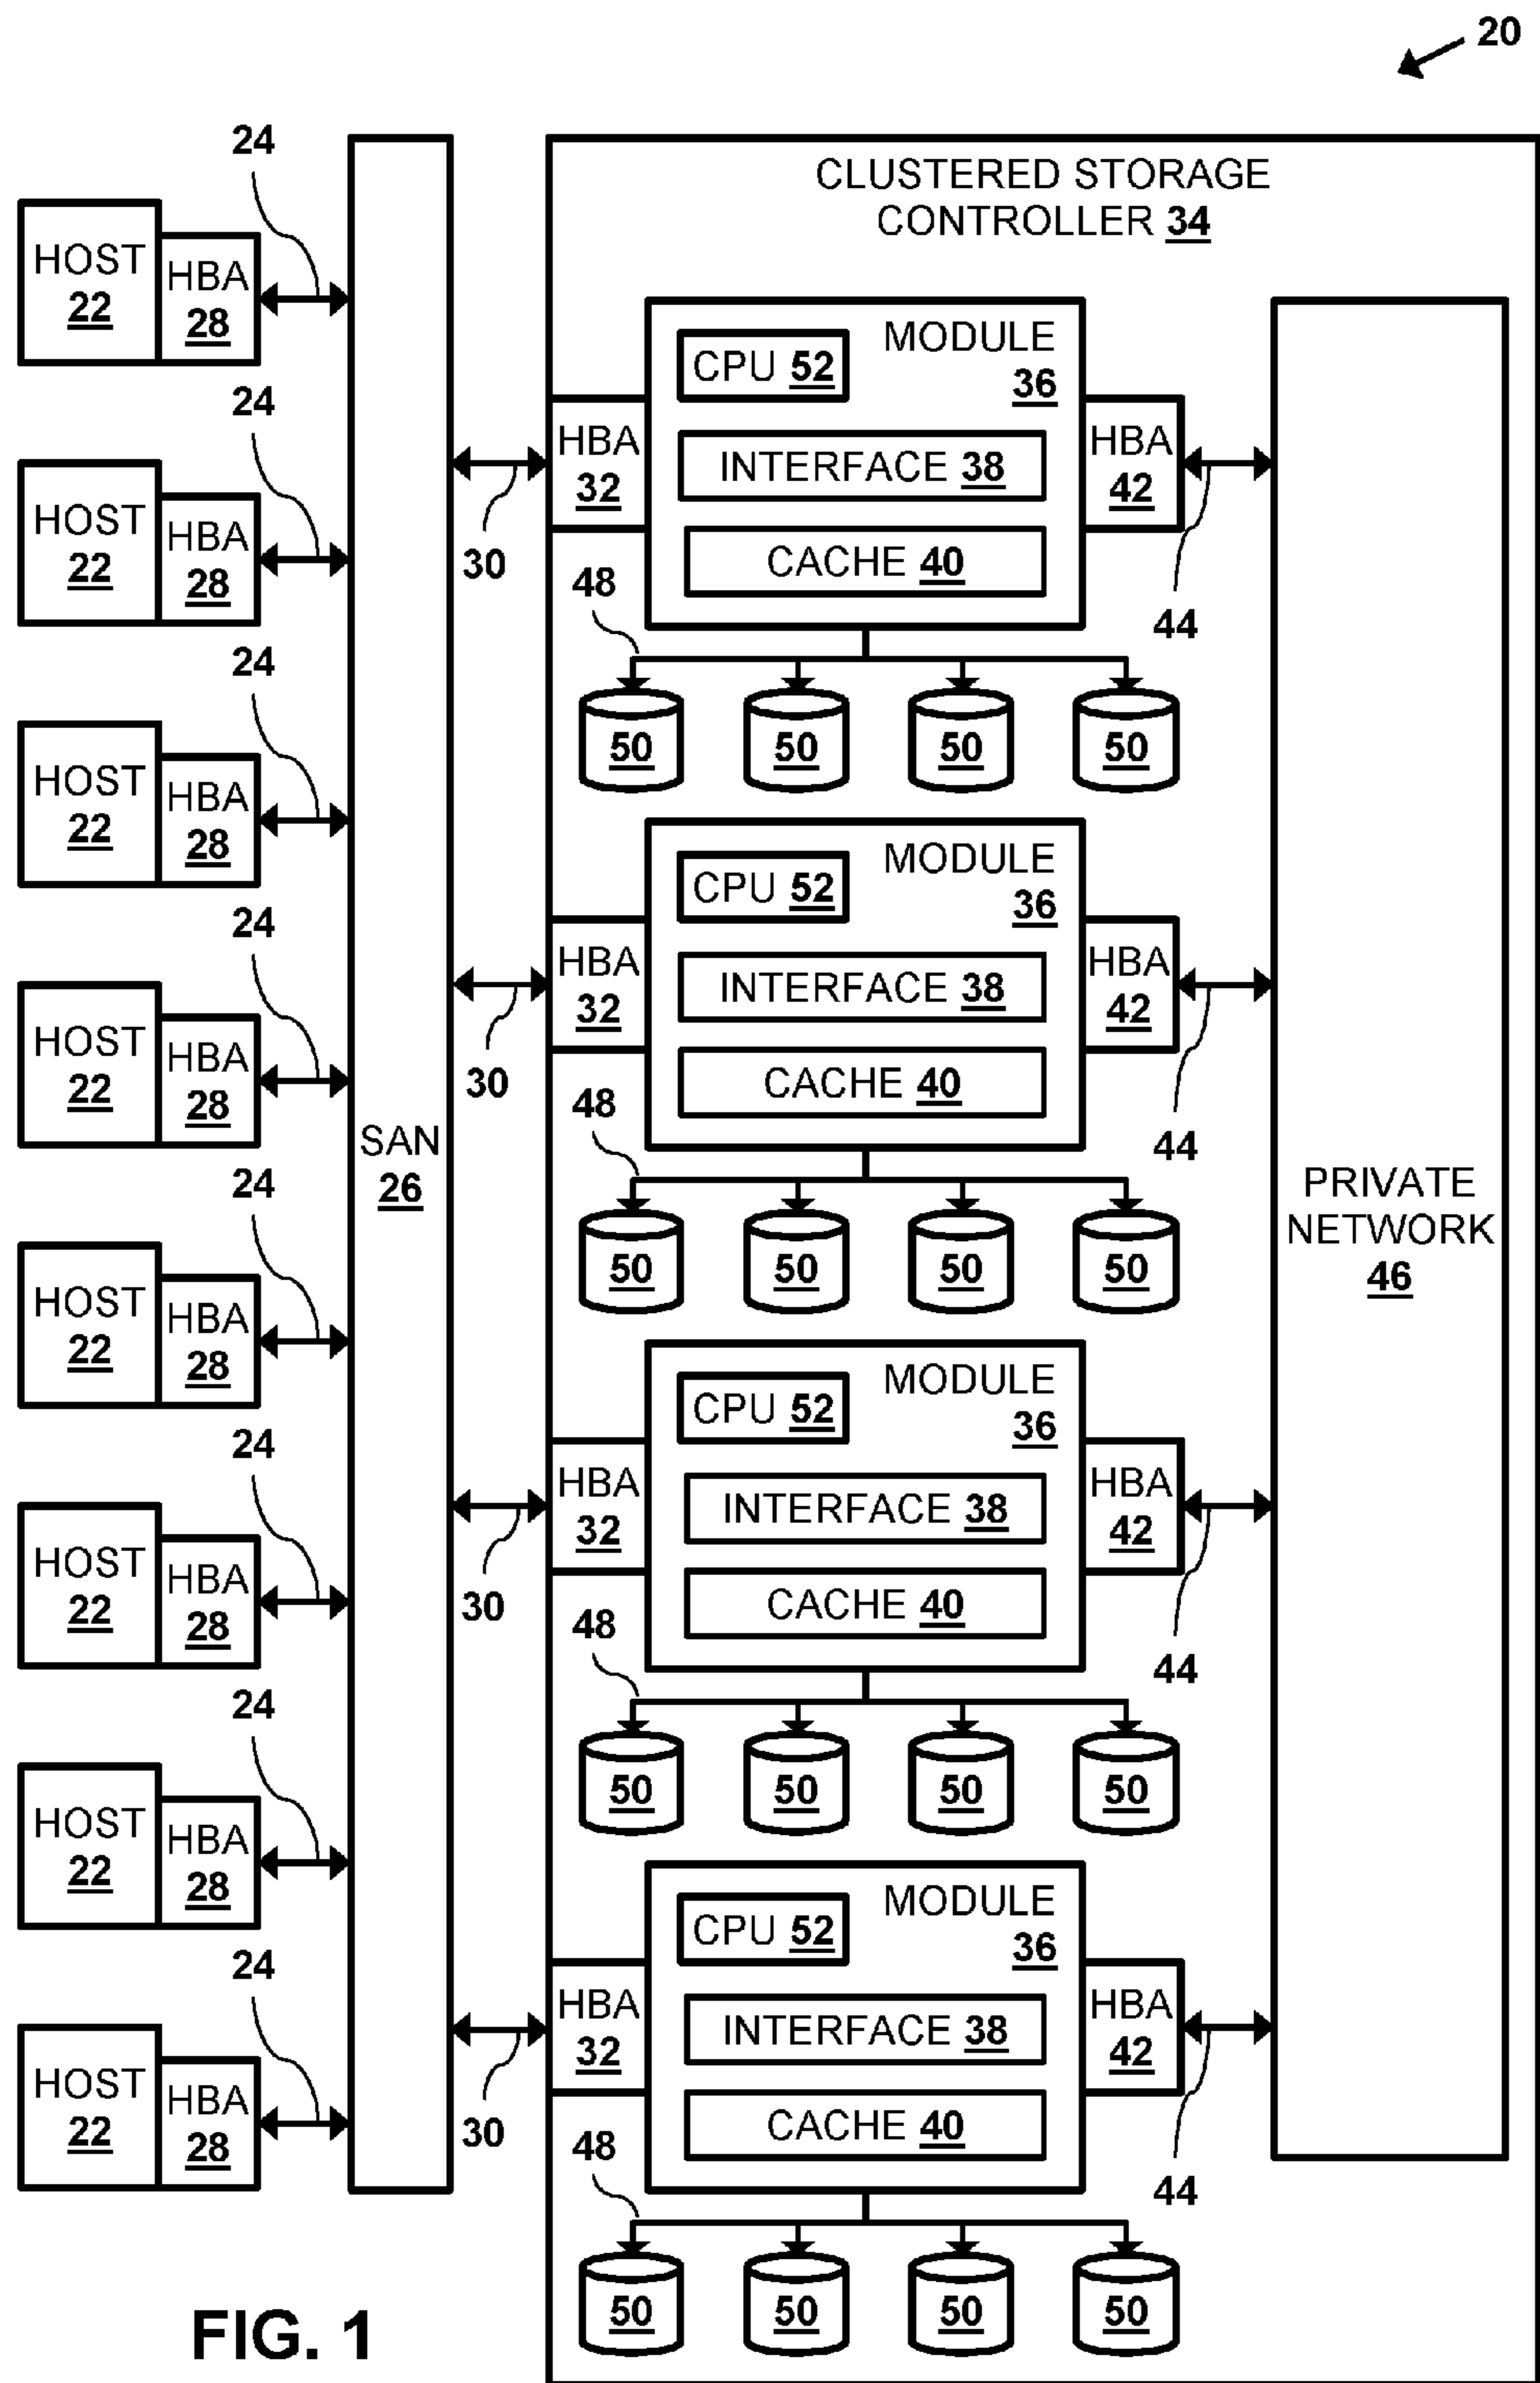 20
24
HOST
22
HBA
28
24
HOST
22
HBA
28
24
HOST
22
HBA
28
24
HOST
22
HBA
28
24
HOST
22
HBA
28
24
HOST
22
HBA
28
24
HOST
22
HBA
28
24
HOST
22
HBA
28
SAN
26
CLUSTERED STORAGE
CONTROLLER 34
30
HBA
32
CPU 52
MODULE
36
INTERFACE 38
CACHE 40
HBA
42
44
48
50 50 50 50
30
HBA
32
CPU 52
MODULE
36
INTERFACE 38
CACHE 40
HBA
42
44
48
50 50 50 50
30
HBA
32
CPU 52
MODULE
36
INTERFACE 38
CACHE 40
HBA
42
44
48
50 50 50 50
30
HBA
32
CPU 52
MODULE
36
INTERFACE 38
CACHE 40
HBA
42
44
48
50 50 50 50
PRIVATE
NETWORK
46
FIG. 1